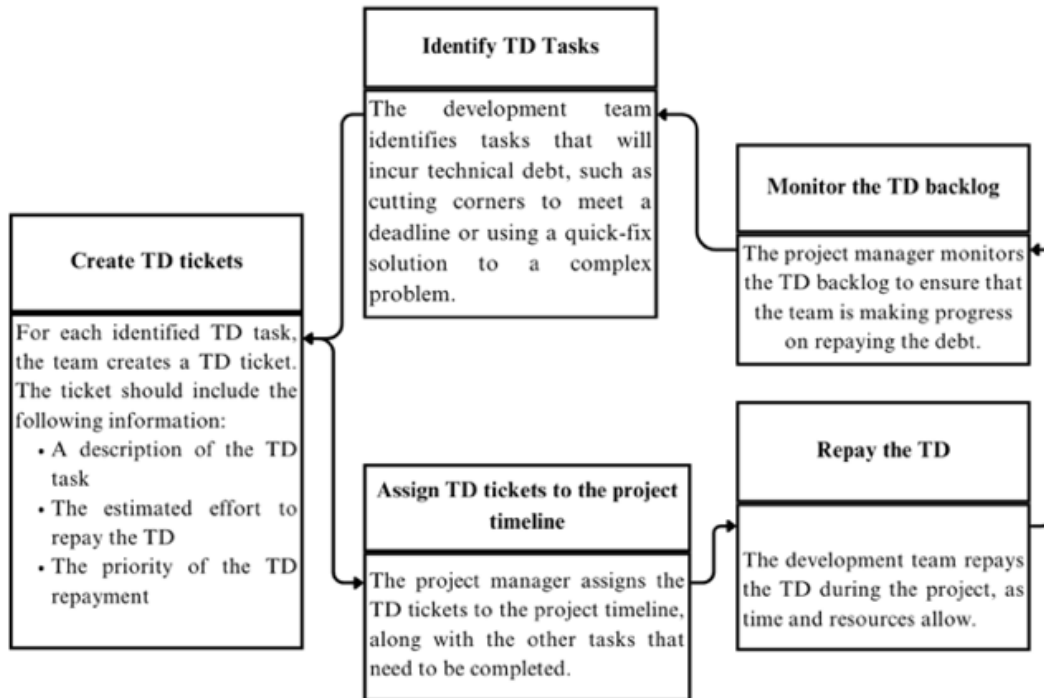 Identify TD Tasks
The development team
identifies tasks that will
incur technical debt, such as
cutting corners to meet a
deadline or using a quick-fix
solution to a complex
problem.
Create TD tickets
For each identified TD task,
the team creates a TD ticket.
The ticket should include the
following information:
• A description of the TD
task
• The estimated effort to
repay the TD
• The priority of the TD
repayment
Assign TD tickets to the project
timeline
The project manager assigns the
TD tickets to the project timeline,
along with the other tasks that
need to be completed.
Repay the TD
The development team repays
the TD during the project, as
time and resources allow.
Monitor the TD backlog
The project manager monitors
the TD backlog to ensure that
the team is making progress
on repaying the debt.